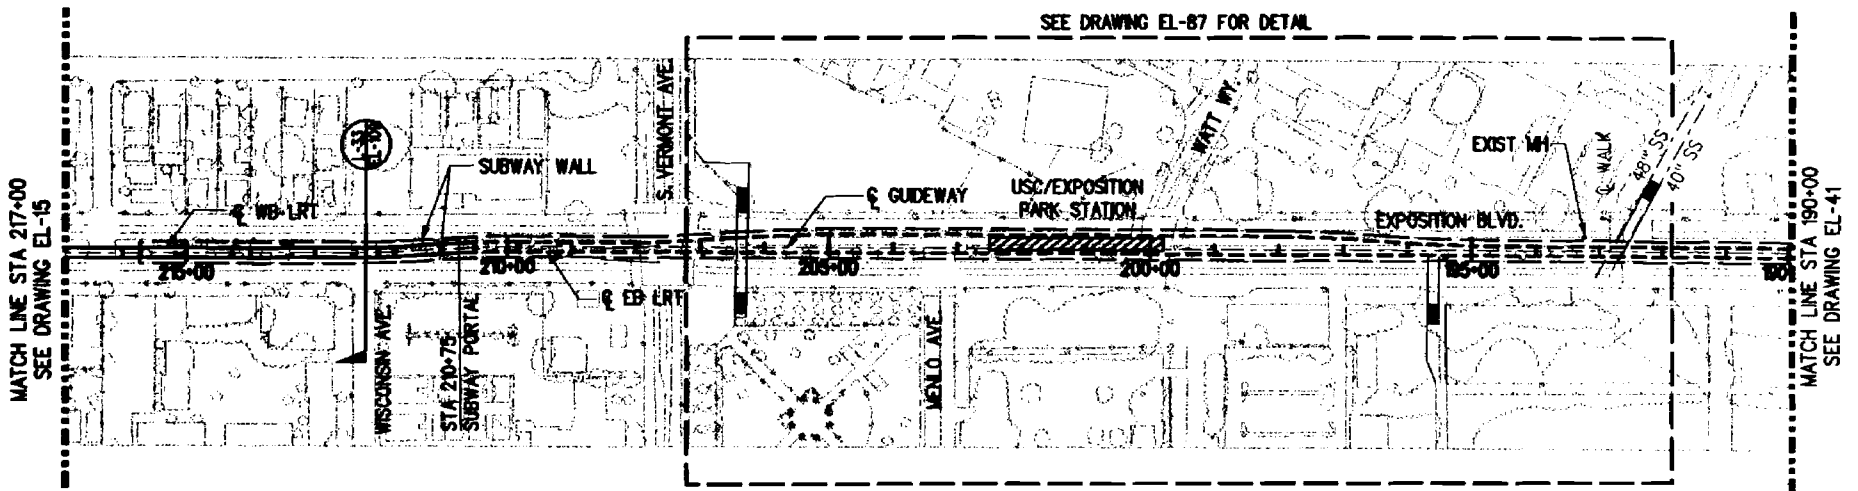 SEE DRAWING EL-87 FOR DETAIL
MATCH LINE STA 217+00
SEE DRAWING EL-15
S. VERMONT AVE.
WATT WY.
EXIST MH
℄ WALK
48" SS
40" SS
SUBWAY WALL
℄ WB LRT
℄ GUIDEWAY
USC/EXPOSITION
PARK STATION
EXPOSITION BLVD.
215+00
210+00
205+00
200+00
195+00
190
℄ EB LRT
WISCONSIN AVE.
STA 210+75
SUBWAY PORTAL
MENLO AVE.
MATCH LINE STA 190+00
SEE DRAWING EL-41